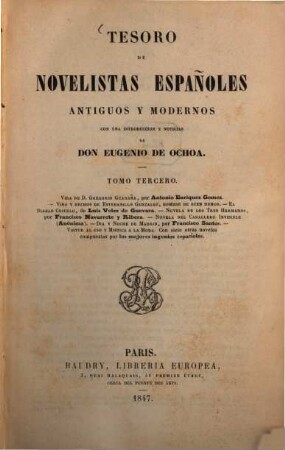 TESORO
DE
NOVELISTAS ESPAÑOLES
ANTIGUOS Y MODERNOS
CON UNA INTRODUCCION Y NOTICIAS
DE
DON EUGENIO DE OCHOA.
TOMO TERCERO.
VIDA DE D. GREGORIO GUADAÑA, por Antonio Enriquez Gomez.
— VIDA Y HECHOS DE ESTEBANILLO GONZALEZ, HOMBRE DE BUEN HUMOR. — EL
DIABLO COJUELO, de Luis Velez de Guevara. — NOVELA DE LOS TRES HERMANOS,
por Francisco Navarrete y Ribera. — NOVELA DEL CABALLERO INVISIBLE
(Anónima). — DIA Y NOCHE DE MADRID, por Francisco Santos. —
VIRTUD AL USO Y MISTICA A LA MODA. Con otras novelas
compuestas por los mejores ingenios españoles.
PARIS.
BAUDRY, LIBRERIA EUROPEA,
3, QUAI MALAQUAIS, AU PREMIER ÉTAGE,
CERCA DEL PUENTE DES ARTS.
1847.